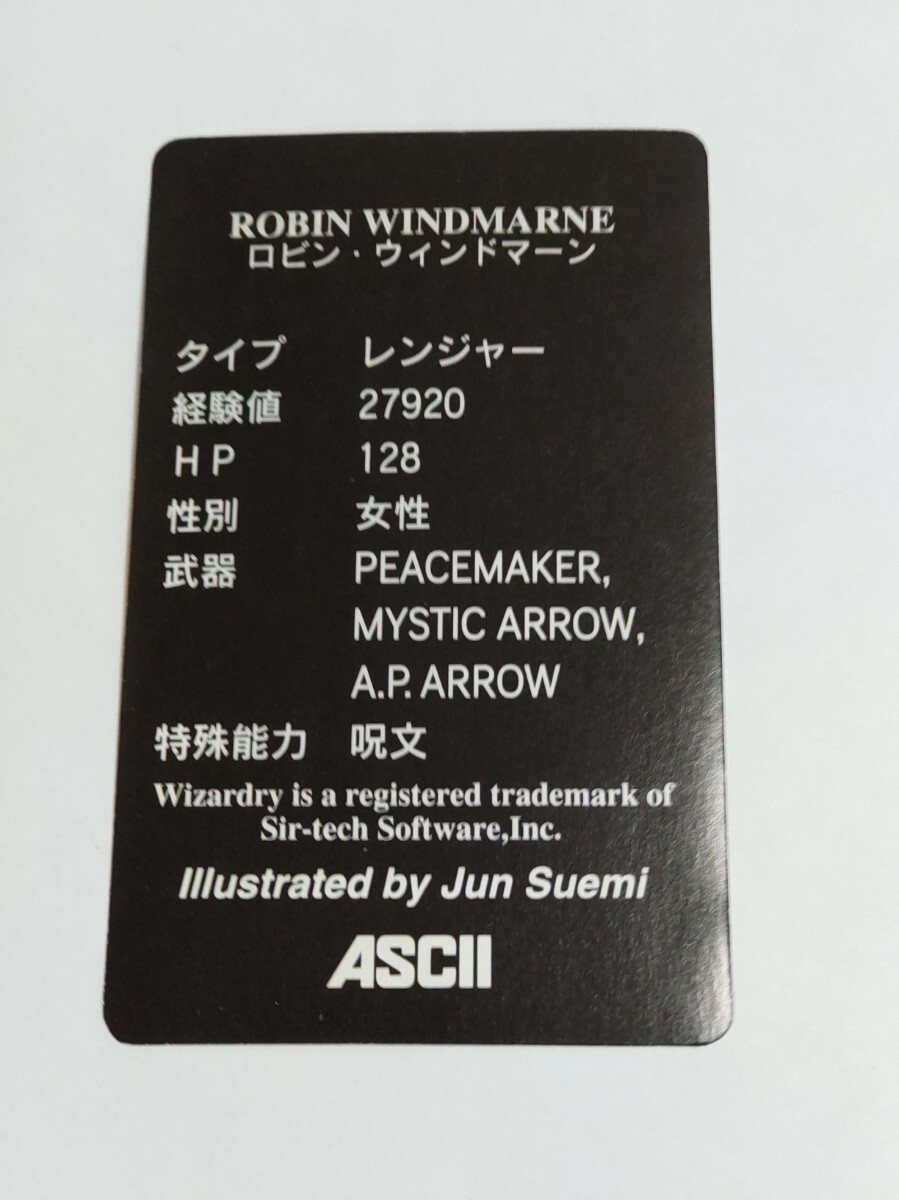 ROBIN WINDMARNE
ロビン・ウィンドマーン
タイプ レンジャー
経験値 27920
HP 128
性別 女性
武器 PEACEMAKER,
MYSTIC ARROW,
A.P. ARROW
特殊能力 呪文
Wizardry is a registered trademark of
Sir-tech Software,Inc.
Illustrated by Jun Suemi
ASCII